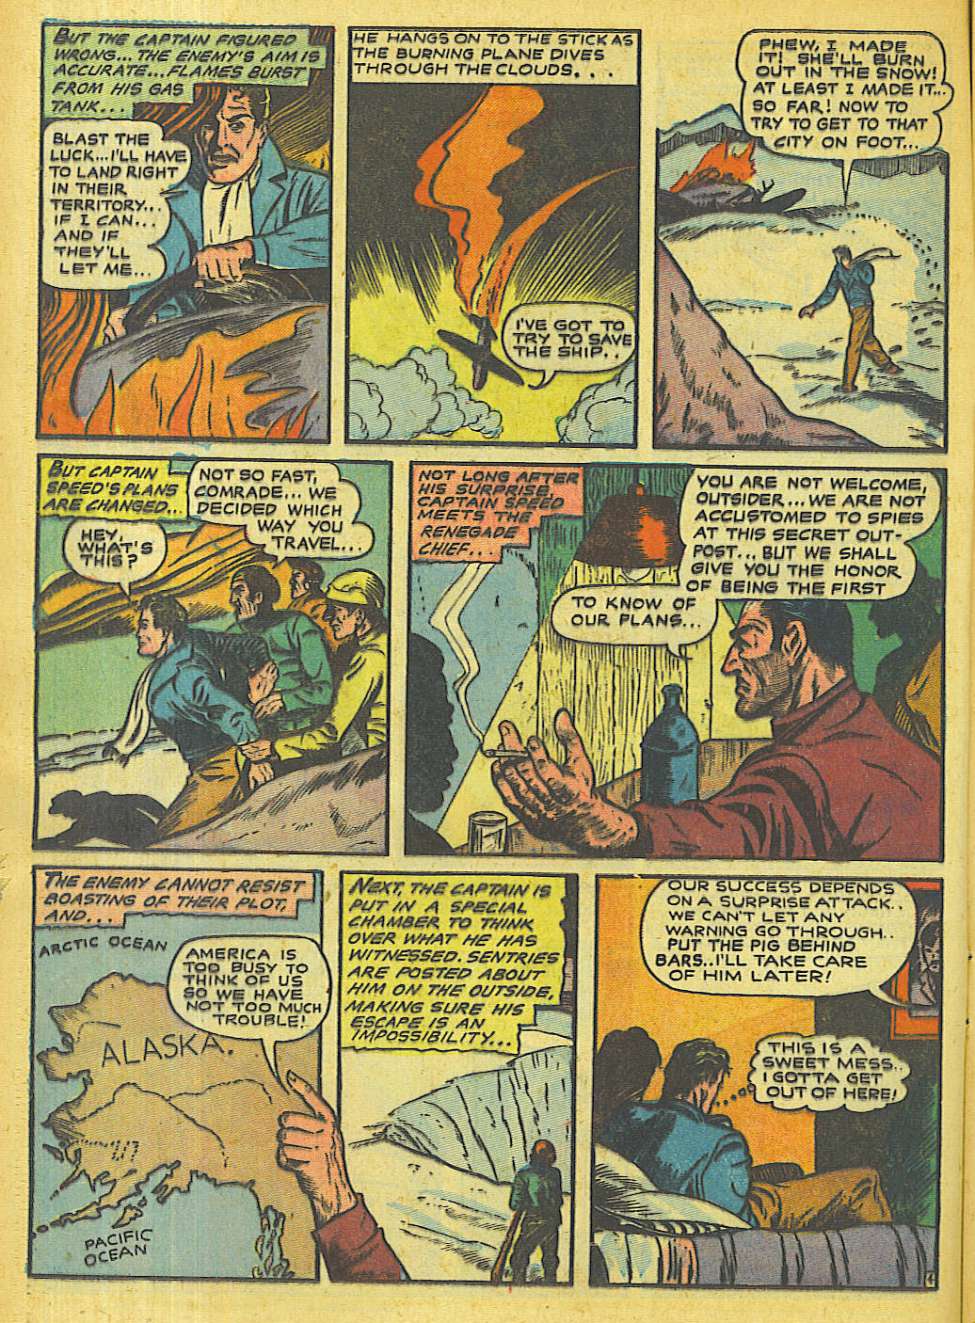 BUT THE CAPTAIN FIGURED
WRONG...THE ENEMY'S AIM IS
ACCURATE...FLAMES BURST
FROM HIS GAS
TANK...
BLAST THE
LUCK...I'LL HAVE
TO LAND RIGHT
IN THEIR
TERRITORY...
IF I CAN...
AND IF
THEY'LL
LET ME...
HE HANGS ON TO THE STICK AS
THE BURNING PLANE DIVES
THROUGH THE CLOUDS...
I'VE GOT TO
TRY TO SAVE
THE SHIP..
PHEW, I MADE
IT! SHE'LL BURN
OUT IN THE SNOW!
AT LEAST I MADE IT...
SO FAR! NOW TO
TRY TO GET TO THAT
CITY ON FOOT...
BUT CAPTAIN
SPEED'S PLANS
ARE CHANGED...
HEY,
WHAT'S
THIS?
NOT SO FAST,
COMRADE...WE
DECIDED WHICH
WAY YOU
TRAVEL...
NOT LONG AFTER
HIS SURPRISE,
CAPTAIN SPEED
MEETS THE
RENEGADE
CHIEF...
YOU ARE NOT WELCOME,
OUTSIDER...WE ARE NOT
ACCUSTOMED TO SPIES
AT THIS SECRET OUT-
POST...BUT WE SHALL
GIVE YOU THE HONOR
OF BEING THE FIRST
TO KNOW OF
OUR PLANS...
THE ENEMY CANNOT RESIST
BOASTING OF THEIR PLOT,
AND...
ARCTIC OCEAN
AMERICA IS
TOO BUSY TO
THINK OF US
SO WE HAVE
NOT TOO MUCH
TROUBLE!
ALASKA.
PACIFIC
OCEAN
NEXT, THE CAPTAIN IS
PUT IN A SPECIAL
CHAMBER TO THINK
OVER WHAT HE HAS
WITNESSED. SENTRIES
ARE POSTED ABOUT
HIM ON THE OUTSIDE,
MAKING SURE HIS
ESCAPE IS AN
IMPOSSIBILITY...
OUR SUCCESS DEPENDS
ON A SURPRISE ATTACK..
WE CAN'T LET ANY
WARNING GO THROUGH..
PUT THE PIG BEHIND
BARS..I'LL TAKE CARE
OF HIM LATER!
THIS IS A
SWEET MESS..
I GOTTA GET
OUT OF HERE!
4